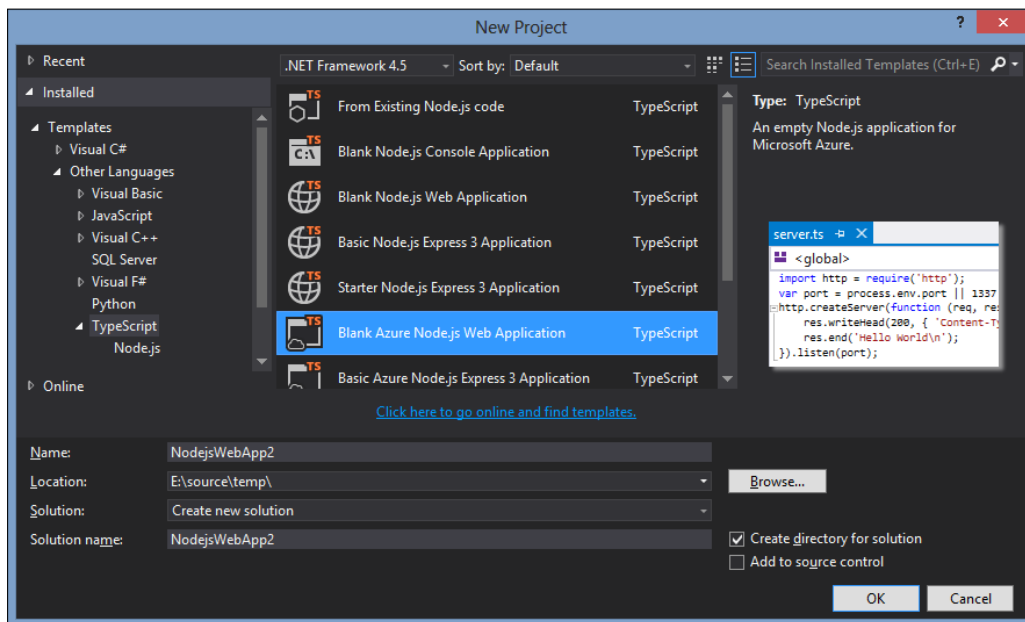 New Project
? ×
Recent
Installed
Templates
Visual C#
Other Languages
Visual Basic
JavaScript
Visual C++
SQL Server
Visual F#
Python
TypeScript
Node.js
Online
.NET Framework 4.5 Sort by: Default
Search Installed Templates (Ctrl+E)
TS From Existing Node.js code TypeScript
TS C:\ Blank Node.js Console Application TypeScript
TS Blank Node.js Web Application TypeScript
TS Basic Node.js Express 3 Application TypeScript
TS Starter Node.js Express 3 Application TypeScript
TS Blank Azure Node.js Web Application TypeScript
TS Basic Azure Node.js Express 3 Application TypeScript
Click here to go online and find templates.
Type: TypeScript
An empty Node.js application for
Microsoft Azure.
server.ts
<global>
import http = require('http');
var port = process.env.port || 1337
http.createServer(function (req, res
res.writeHead(200, { 'Content-Ty
res.end('Hello World\n');
}).listen(port);
Name: NodejsWebApp2
Location: E:\source\temp\
Browse...
Solution: Create new solution
Solution name: NodejsWebApp2
Create directory for solution
Add to source control
OK Cancel